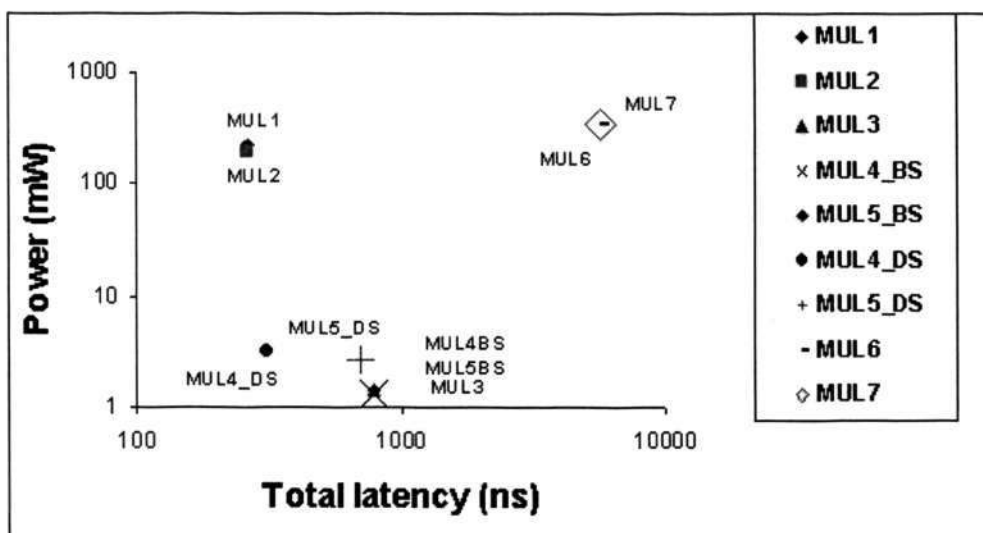 1000
100
10
1
100
1000
10000
Power (mW)
Total latency (ns)
MUL1
MUL2
MUL7
MUL6
MUL5_DS
MUL4_DS
MUL4BS
MUL5BS
MUL3
MUL1
MUL2
MUL3
MUL4_BS
MUL5_BS
MUL4_DS
MUL5_DS
MUL6
MUL7